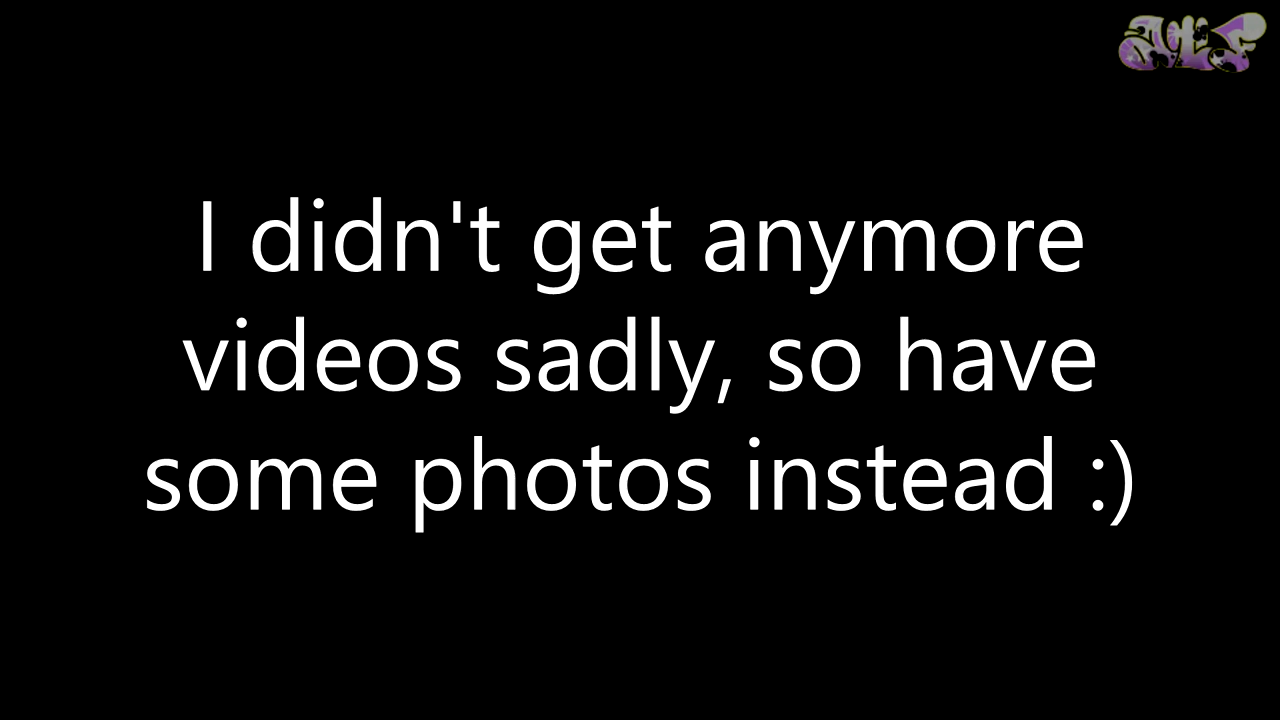 I didn't get anymore
videos sadly, so have
some photos instead :)